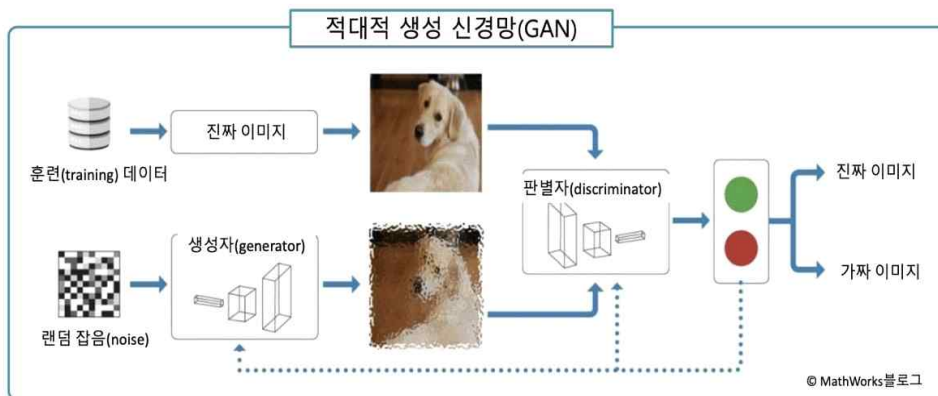 적대적 생성 신경망(GAN)
진짜 이미지
훈련(training) 데이터
판별자(discriminator)
진짜 이미지
생성자(generator)
가짜 이미지
랜덤 잡음(noise)
© MathWorks블로그